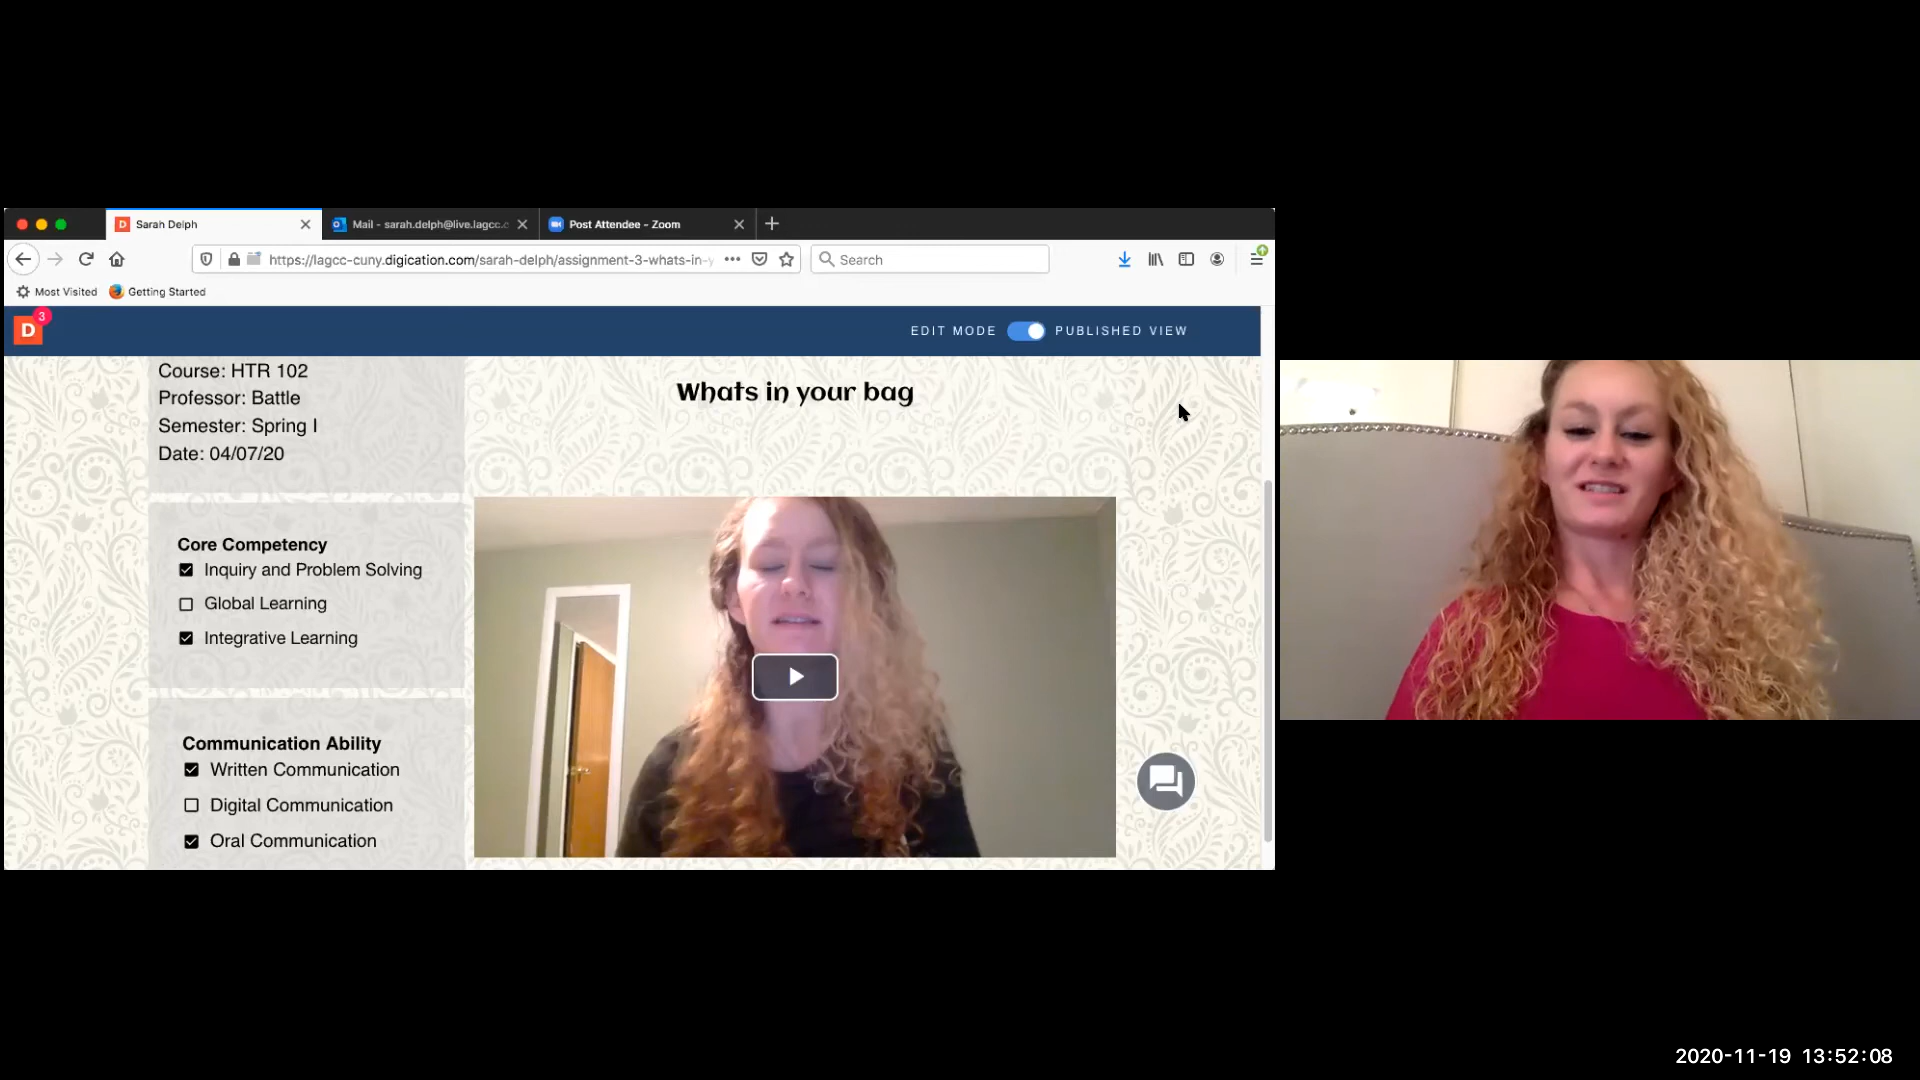 D Sarah Delph
Mail - sarah.delph@live.lagcc.c
Post Attendee - Zoom
https://lagcc-cuny.digication.com/sarah-delph/assignment-3-whats-in-y
Search
Most Visited
Getting Started
D 3
EDIT MODE
PUBLISHED VIEW
Course: HTR 102
Professor: Battle
Semester: Spring I
Date: 04/07/20
Whats in your bag
Core Competency
Inquiry and Problem Solving
Global Learning
Integrative Learning
Communication Ability
Written Communication
Digital Communication
Oral Communication
2020-11-19 13:52:08